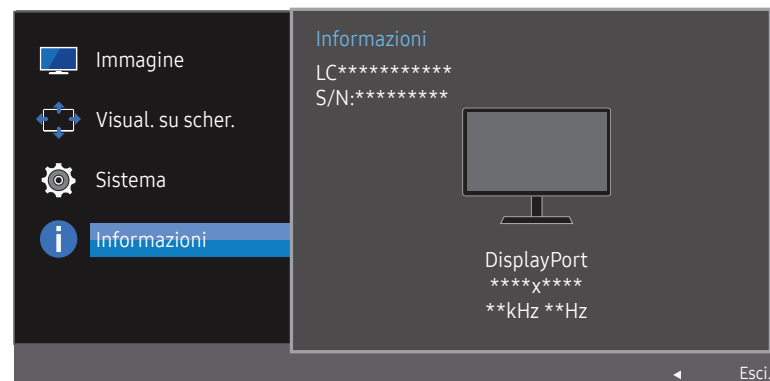 Immagine
Visual. su scher.
Sistema
Informazioni
Informazioni
LC***********
S/N:*********
DisplayPort
****x****
**kHz **Hz
Esci.